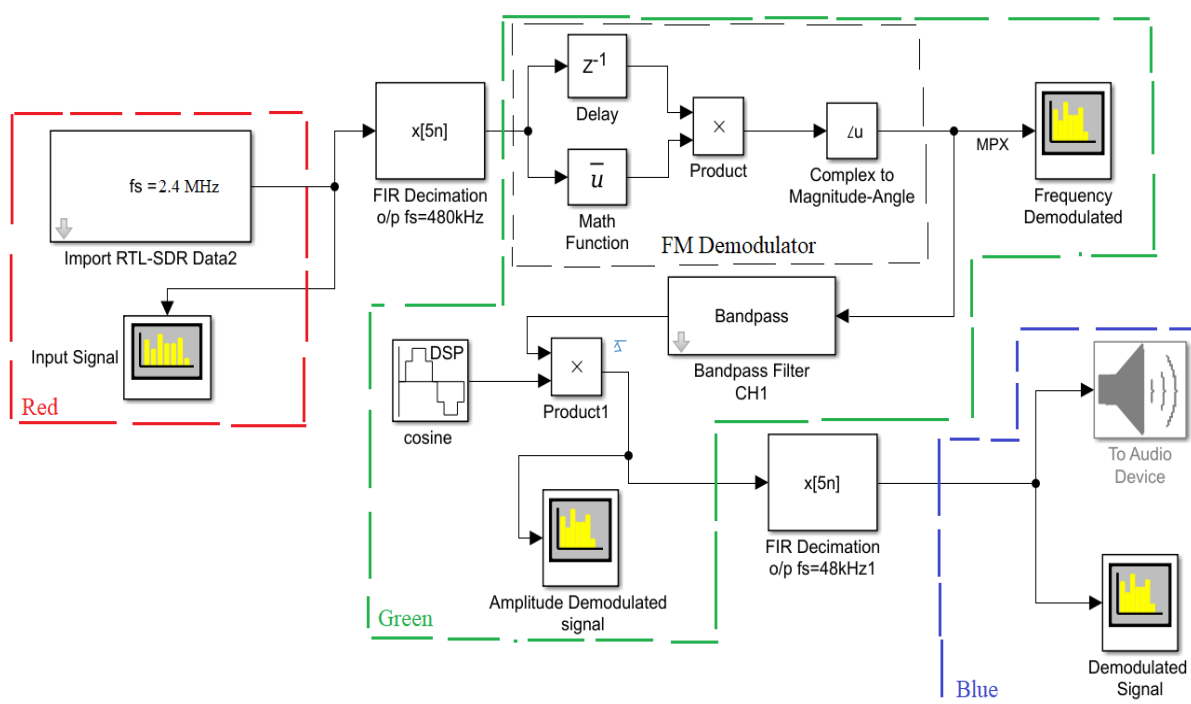 fs =2.4 MHz
Import RTL-SDR Data2
Input Signal
Red
x[5n]
FIR Decimation
o/p fs=480kHz
Z-1
Delay
u
Math
Function
×
Product
∠u
Complex to
Magnitude-Angle
FM Demodulator
MPX
Frequency
Demodulated
Bandpass
Bandpass Filter
CH1
DSP
cosine
×
Product1
Amplitude Demodulated
signal
Green
x[5n]
FIR Decimation
o/p fs=48kHz1
To Audio
Device
Demodulated
Signal
Blue